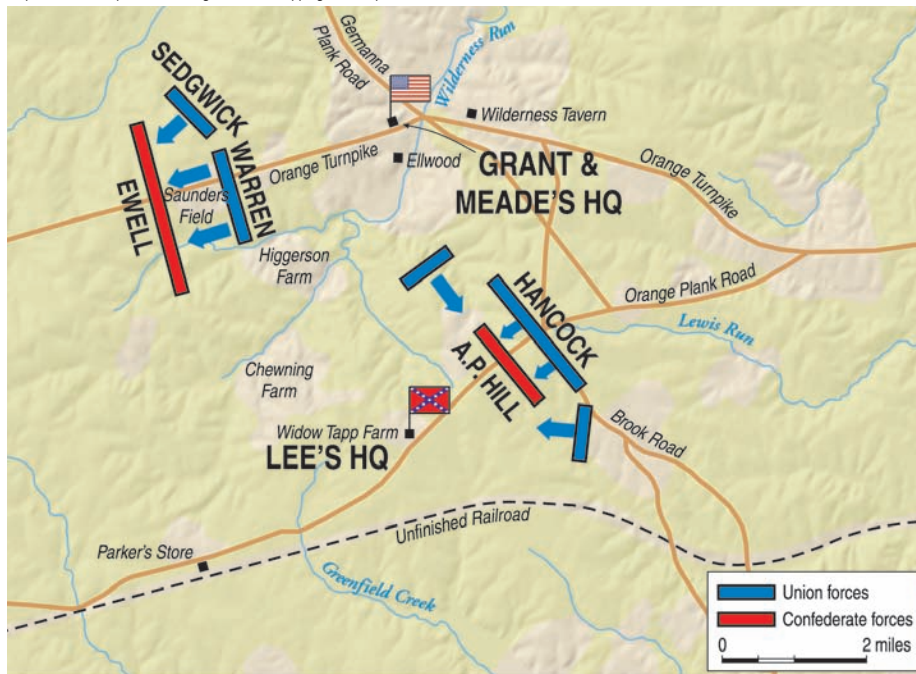 Germanna
Plank Road
Wilderness Run
SEDGWICK
Wilderness Tavern
WARREN
Orange Turnpike
Ellwood
Orange Turnpike
GRANT &
MEADE'S HQ
EWELL
Saunders
Field
Higgerson
Farm
HANCOCK
Orange Plank Road
Lewis Run
A.P. HILL
Chewning
Farm
Widow Tapp Farm
LEE'S HQ
Brook Road
Unfinished Railroad
Parker's Store
Greenfield Creek
Union forces
Confederate forces
0 2 miles